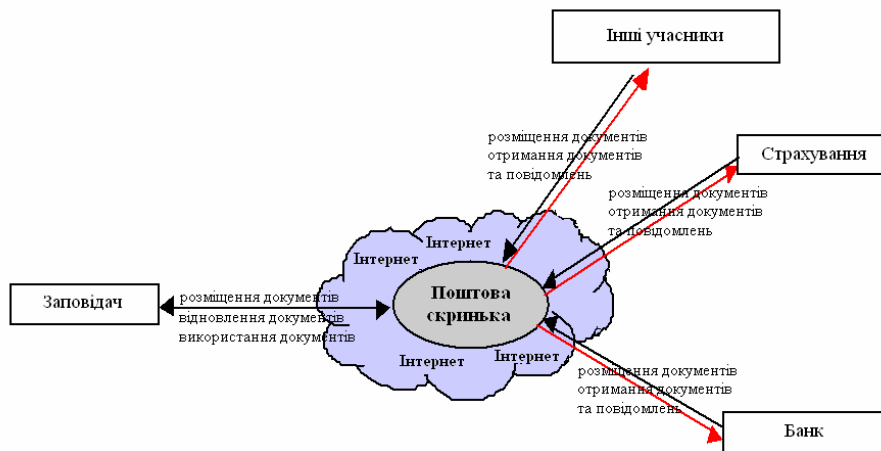 Інші учасники
розміщення документів
отримання документів
та повідомлень
Страхування
розміщення документів
отримання документів
та повідомлень
Інтернет
Інтернет
Заповідач
розміщення документів
відновлення документів
використання документів
Поштова
скринька
Інтернет
Інтернет
розміщення документів
отримання документів
та повідомлень
Банк